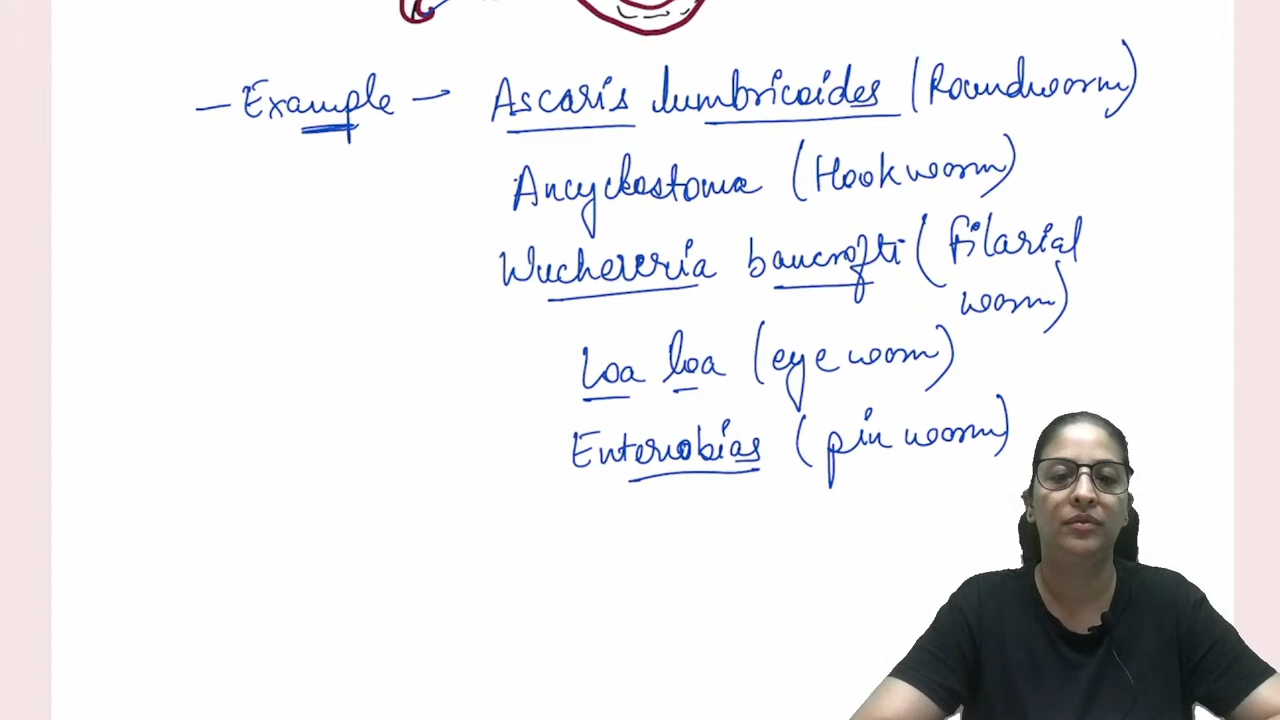 — Example — Ascaris lumbricoides (Roundworm)
Ancyclostoma (Hookworm)
Wuchereria bancrofti (filarial
worm)
Loa loa (eye worm)
Enterobias (pin worm)